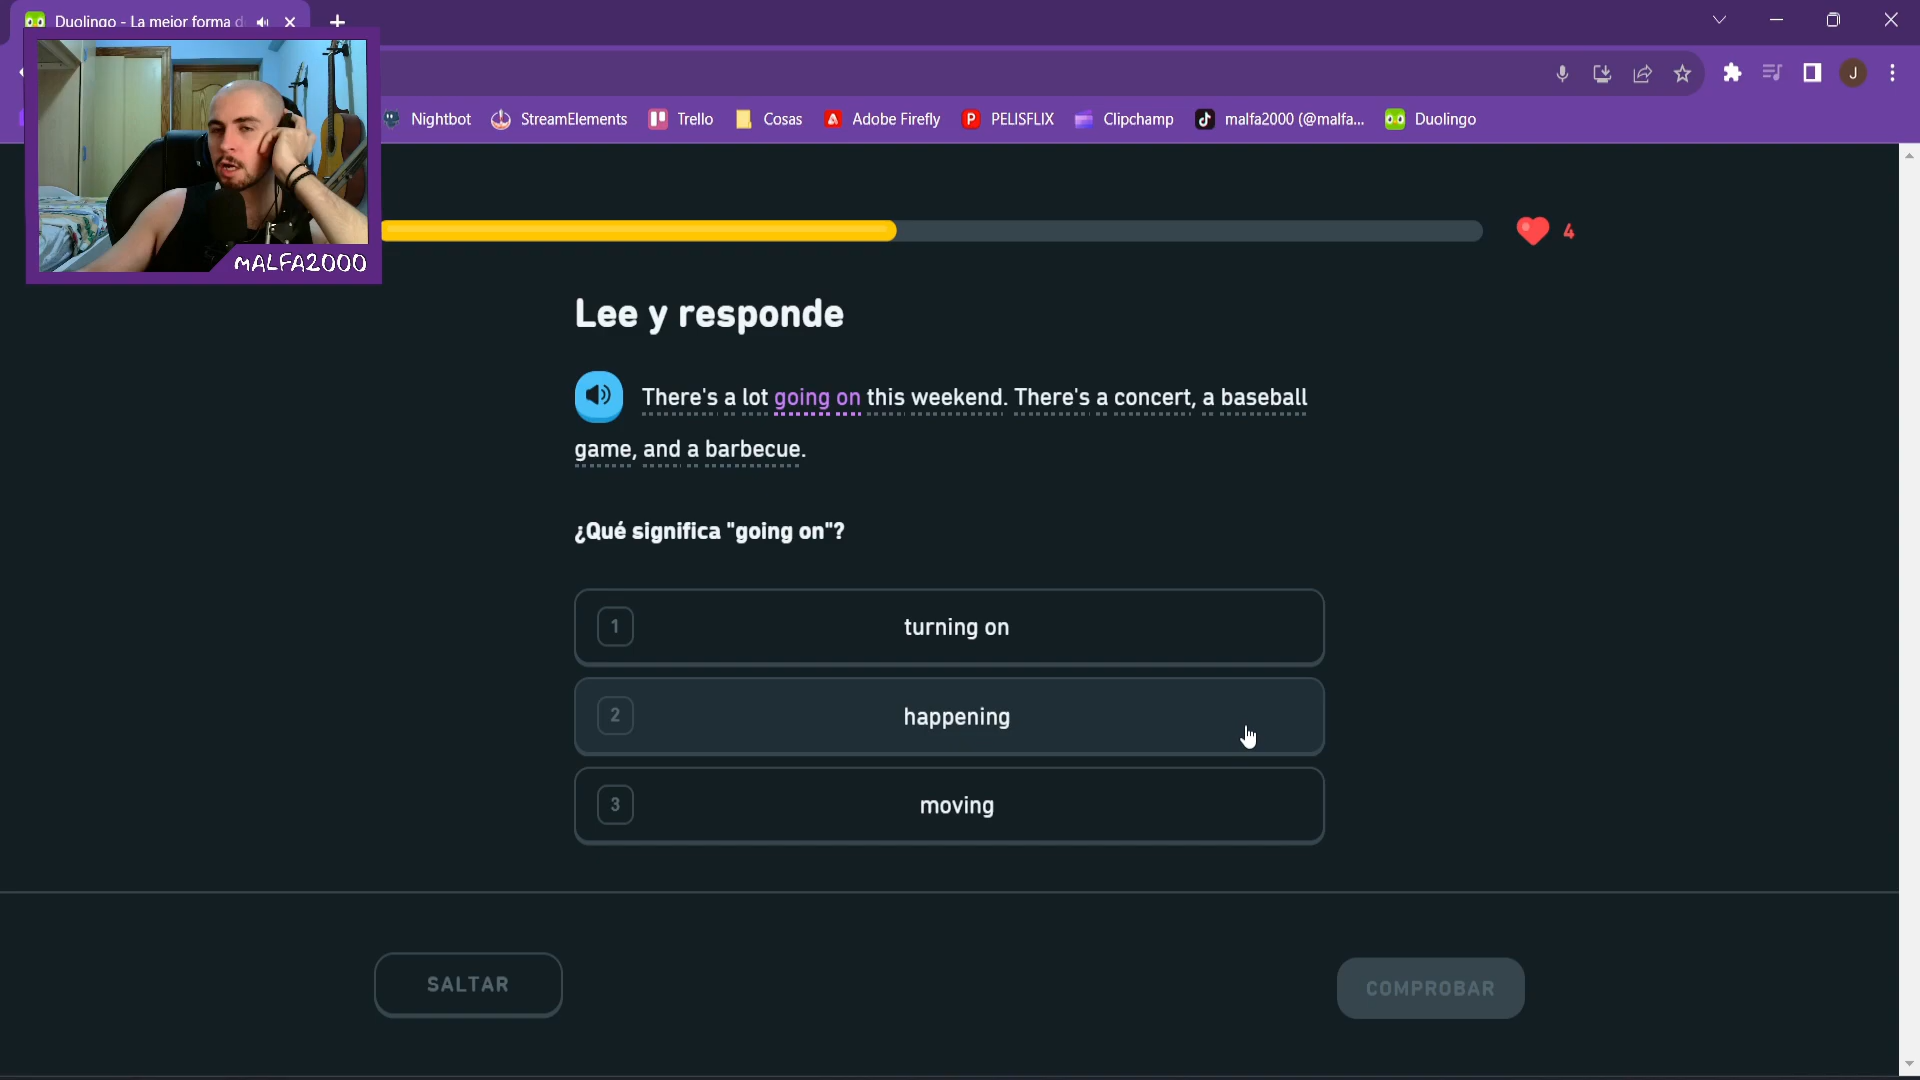 Duolingo - La mejor forma d
MALFA2000
Nightbot
StreamElements
Trello
Cosas
Adobe Firefly
PELISFLIX
Clipchamp
malfa2000 (@malfa...
Duolingo
J
4
Lee y responde
There's a lot going on this weekend. There's a concert, a baseball
game, and a barbecue.
¿Qué significa "going on"?
1 turning on
2 happening
3 moving
SALTAR
COMPROBAR